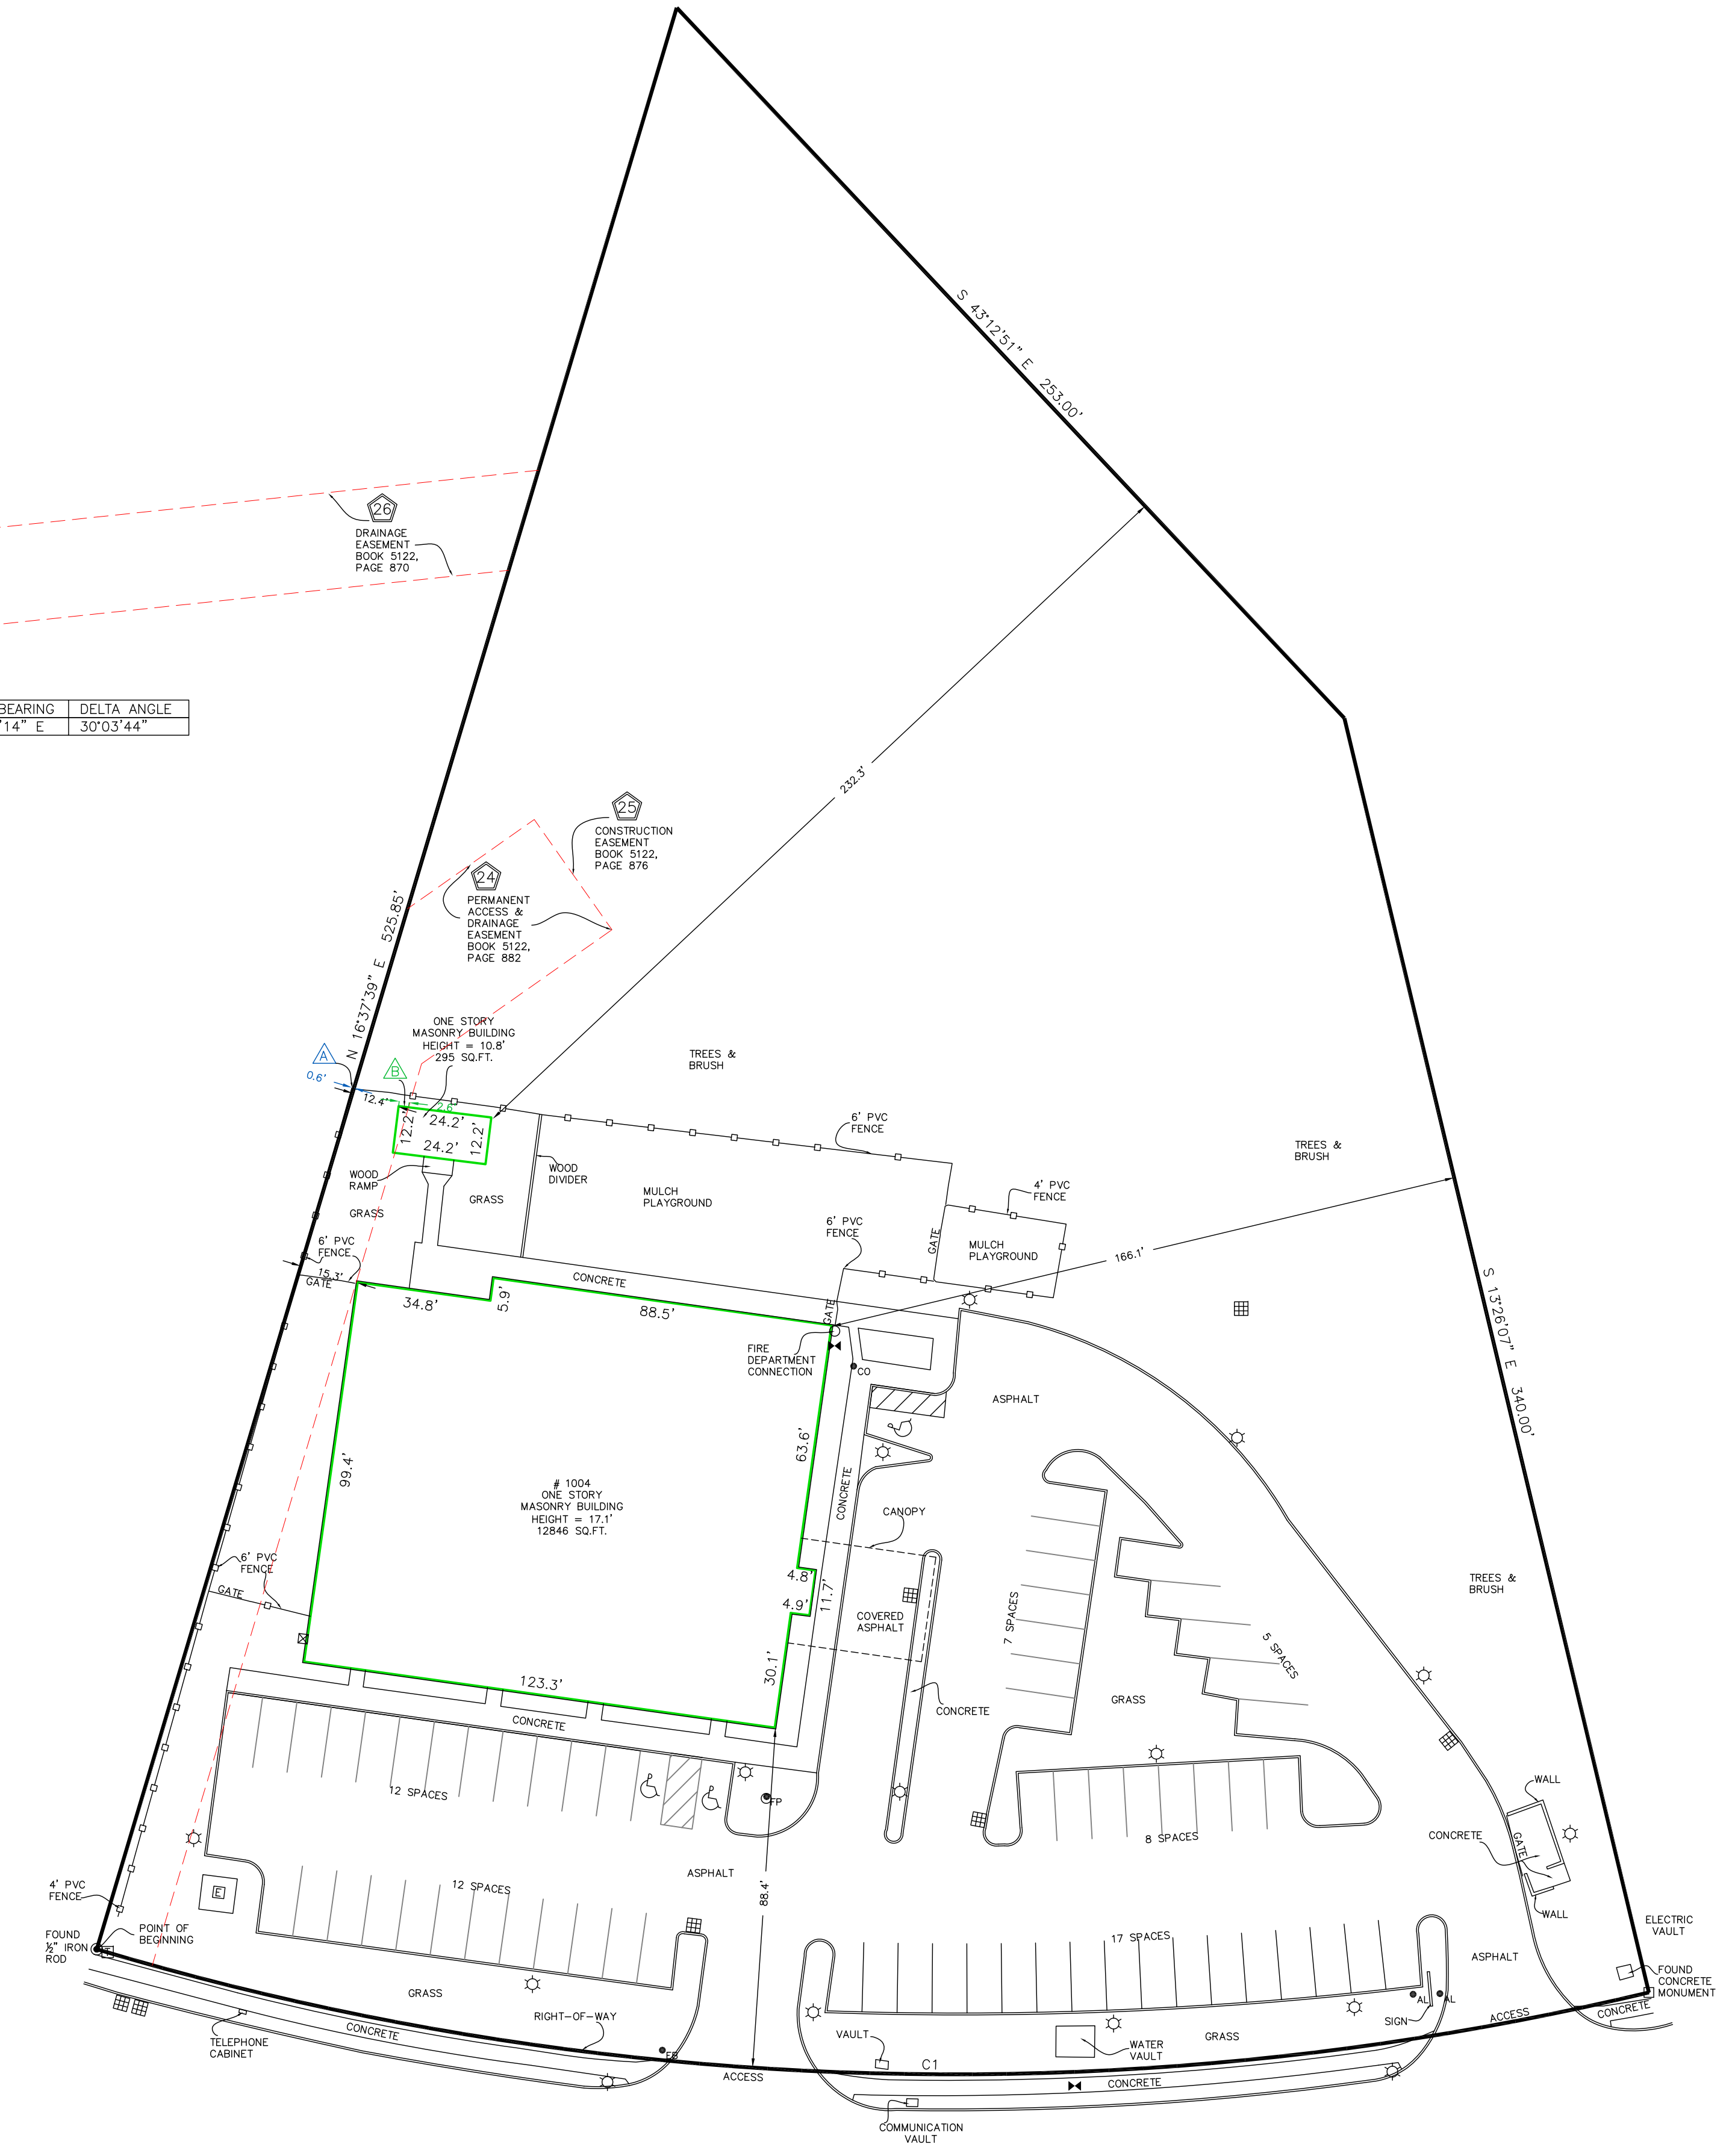 S 43°12'51" E 253.00'
26
DRAINAGE
EASEMENT
BOOK 5122,
PAGE 870
BEARING DELTA ANGLE
'14" E 30°03'44"
232.3'
25
CONSTRUCTION
EASEMENT
BOOK 5122,
PAGE 876
24
PERMANENT
ACCESS &
DRAINAGE
EASEMENT
BOOK 5122,
PAGE 882
N 16°37'39" E 525.85'
ONE STORY
MASONRY BUILDING
HEIGHT = 10.8'
295 SQ.FT.
A
0.6'
B
12.4'
2.6'
24.2'
12.2'
12.2'
24.2'
TREES &
BRUSH
6' PVC
FENCE
TREES &
BRUSH
WOOD
RAMP
WOOD
DIVIDER
GRASS
MULCH
PLAYGROUND
4' PVC
FENCE
GRASS
6' PVC
FENCE
6' PVC
FENCE
GATE
MULCH
PLAYGROUND
166.1'
15.3'
GATE
CONCRETE
34.8'
5.9'
88.5'
GATE
S 13°26'07" E 340.00'
FIRE
DEPARTMENT
CONNECTION
CO
ASPHALT
99.4'
63.6'
CONCRETE
# 1004
ONE STORY
MASONRY BUILDING
HEIGHT = 17.1'
12846 SQ.FT.
CANOPY
6' PVC
FENCE
GATE
4.8'
4.9'
11.7'
COVERED
ASPHALT
7 SPACES
5 SPACES
TREES &
BRUSH
30.1'
123.3'
CONCRETE
CONCRETE
GRASS
12 SPACES
FP
8 SPACES
WALL
CONCRETE
GATE
WALL
ASPHALT
88.4'
12 SPACES
4' PVC
FENCE
E
POINT OF
BEGINNING
FOUND
½" IRON
ROD
T
17 SPACES
ELECTRIC
VAULT
ASPHALT
FOUND
CONCRETE
MONUMENT
GRASS
AL
AL
SIGN
ACCESS
CONCRETE
RIGHT-OF-WAY
CONCRETE
TELEPHONE
CABINET
VAULT
WATER
VAULT
GRASS
C1
ACCESS
CONCRETE
COMMUNICATION
VAULT